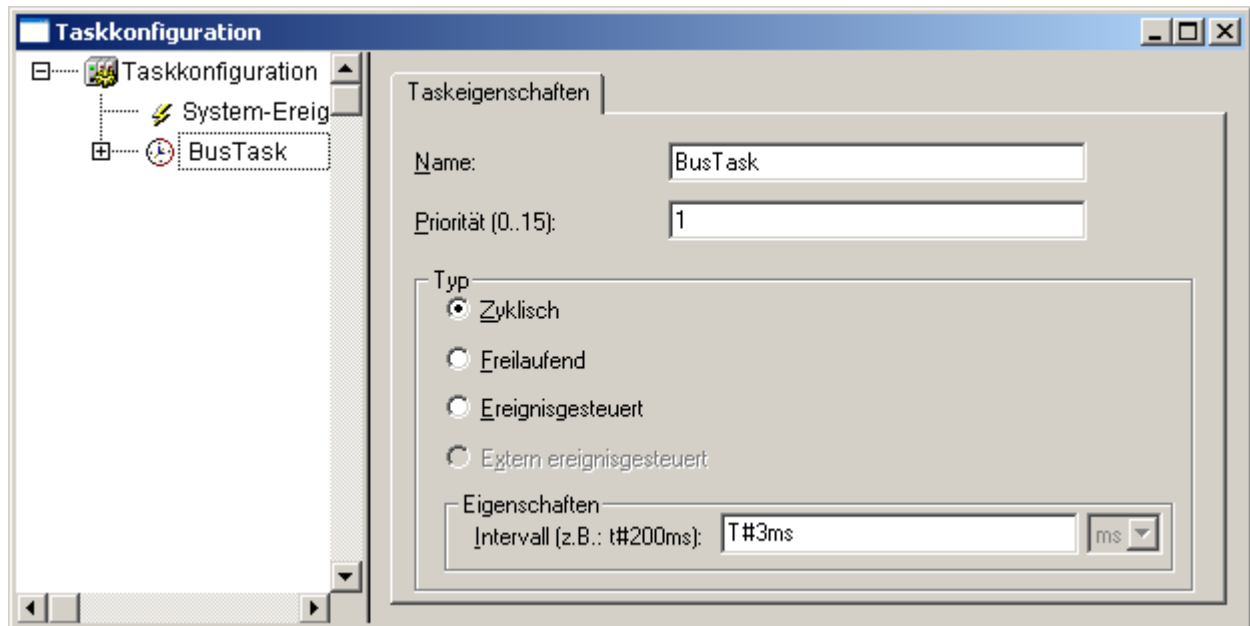 Taskkonfiguration
Taskkonfiguration
System-Ereig
BusTask
Taskeigenschaften
Name: BusTask
Priorität (0..15): 1
Typ
Zyklisch
Freilaufend
Ereignisgesteuert
Extern ereignisgesteuert
Eigenschaften
Intervall (z.B.: t#200ms): T#3ms ms